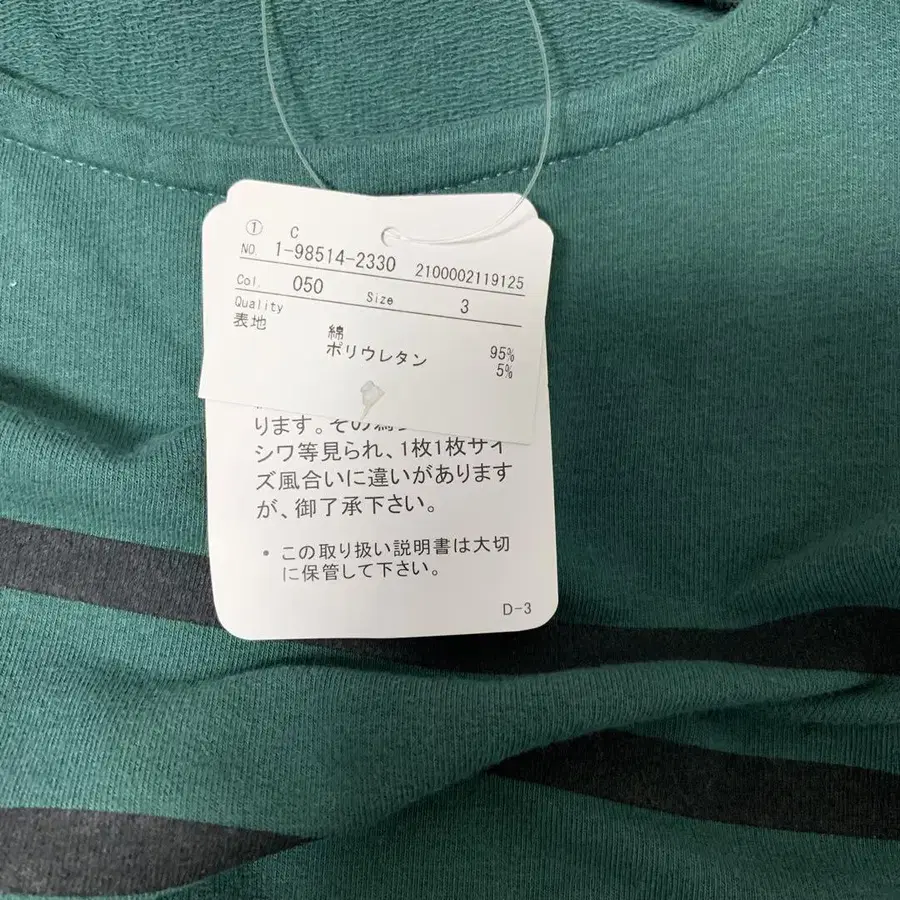 ① C
NO. 1-98514-2330 2100002119125
Col. 050 Size 3
Quality
表地 綿 95%
ポリウレタン 5%
ります。その為
シワ等見られ、1枚1枚サイ
ズ風合いに違いがあります
が、御了承下さい。
• この取り扱い説明書は大切
に保管して下さい。
D-3